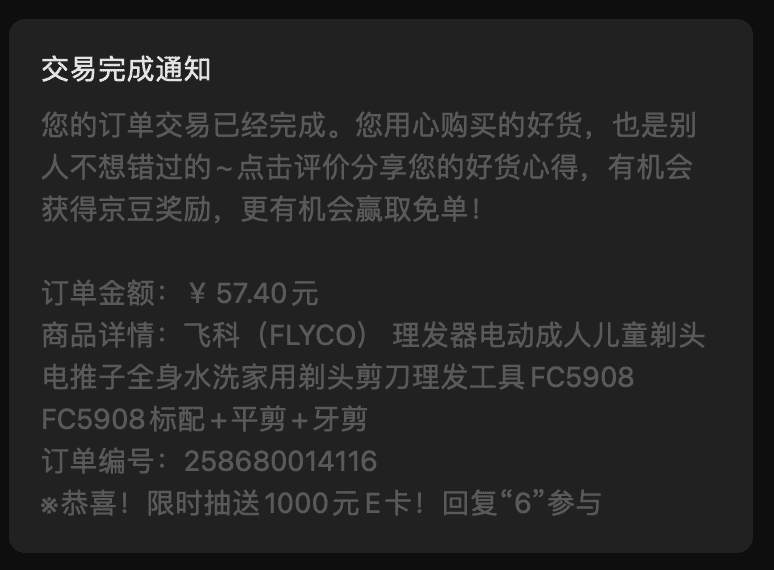 交易完成通知
您的订单交易已经完成。您用心购买的好货，也是别
人不想错过的~点击评价分享您的好货心得，有机会
获得京豆奖励，更有机会赢取免单！
订单金额：￥57.40元
商品详情：飞科（FLYCO） 理发器电动成人儿童剃头
电推子全身水洗家用剃头剪刀理发工具FC5908
FC5908标配+平剪+牙剪
订单编号：258680014116
※恭喜！限时抽送1000元E卡！回复“6”参与